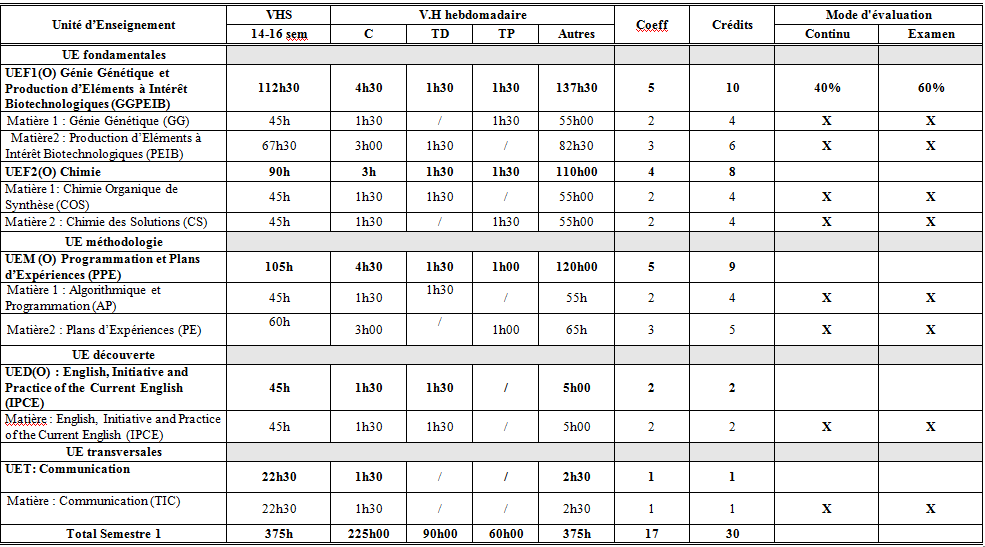 Unité d’Enseignement VHS V.H hebdomadaire Coeff Crédits Mode d'évaluation
14-16 sem C TD TP Autres Continu Examen
UE fondamentales
UEF1(O) Génie Génétique et
Production d’Eléments à Intérêt
Biotechnologiques (GGPEIB) 112h30 4h30 1h30 1h30 137h30 5 10 40% 60%
Matière 1 : Génie Génétique (GG) 45h 1h30 / 1h30 55h00 2 4 X X
Matière2 : Production d’Eléments à
Intérêt Biotechnologiques (PEIB) 67h30 3h00 1h30 / 82h30 3 6 X X
UEF2(O) Chimie 90h 3h 1h30 1h30 110h00 4 8
Matière 1: Chimie Organique de
Synthèse (COS) 45h 1h30 1h30 / 55h00 2 4 X X
Matière 2 : Chimie des Solutions (CS) 45h 1h30 / 1h30 55h00 2 4 X X
UE méthodologie
UEM (O) Programmation et Plans
d’Expériences (PPE) 105h 4h30 1h30 1h00 120h00 5 9
Matière 1 : Algorithmique et
Programmation (AP) 45h 1h30 1h30 / 55h 2 4 X X
Matière2 : Plans d’Expériences (PE) 60h 3h00 / 1h00 65h 3 5 X X
UE découverte
UED(O) : English, Initiative and
Practice of the Current English
(IPCE) 45h 1h30 1h30 / 5h00 2 2
Matière : English, Initiative and Practice
of the Current English (IPCE) 45h 1h30 1h30 / 5h00 2 2 X X
UE transversales
UET: Communication 22h30 1h30 / / 2h30 1 1
Matière : Communication (TIC) 22h30 1h30 / / 2h30 1 1 X X
Total Semestre 1 375h 225h00 90h00 60h00 375h 17 30